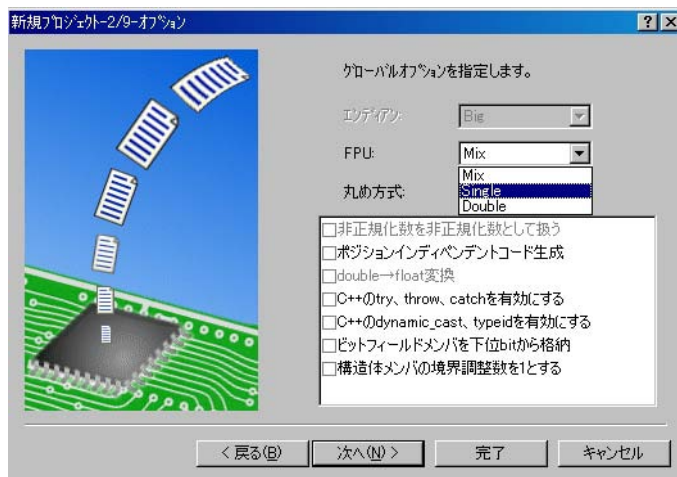 新規ﾌﾟﾛｼﾞｪｸﾄ-2/9-ｵﾌﾟｼｮﾝ
ｸﾞﾛｰﾊﾞﾙｵﾌﾟｼｮﾝを指定します。
ｴﾝﾃﾞｨｱﾝ: Big
FPU: Mix
Mix
Single
丸め方式:
Double
非正規化数を非正規化数として扱う
ポジションインディペンデントコード生成
double→float変換
C++のtry、throw、catchを有効にする
C++のdynamic_cast、typeidを有効にする
ビットフィールドメンバを下位bitから格納
構造体メンバの境界調整数を1とする
< 戻る(B) 次へ(N) > 完了 キャンセル